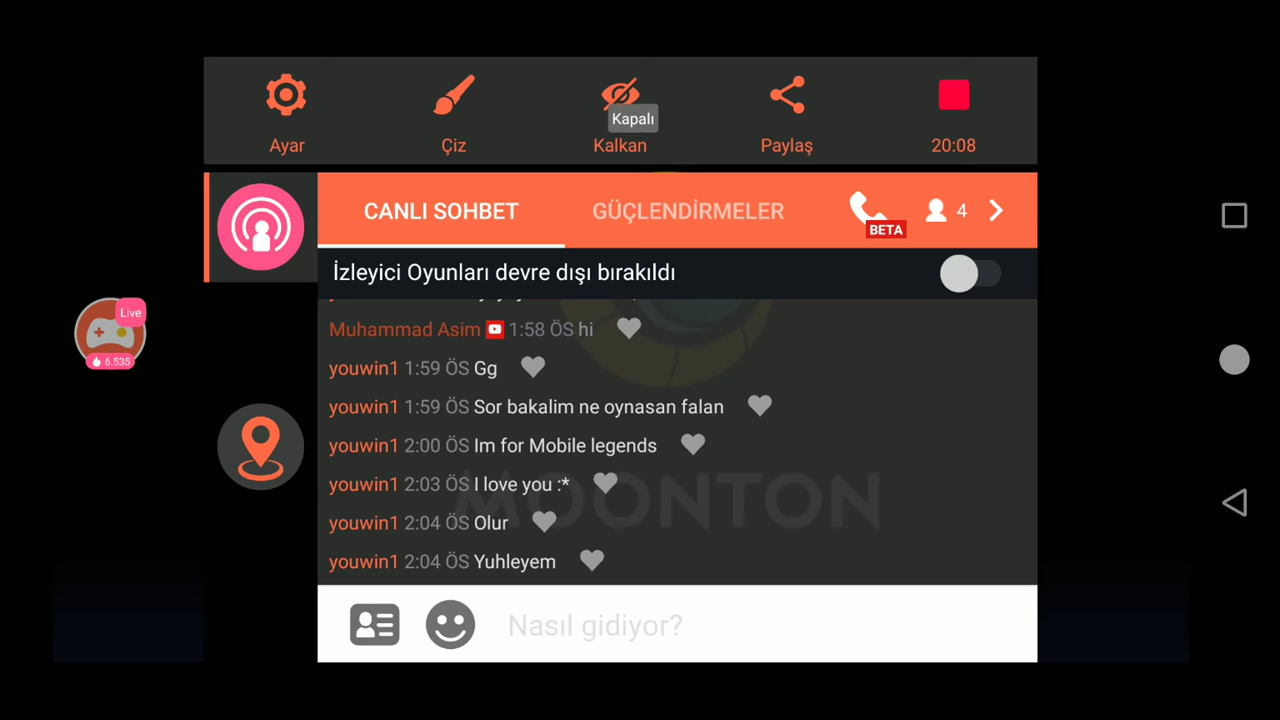 Kapalı
Ayar
Çiz
Kalkan
Paylaş
20:08
CANLI SOHBET
GÜÇLENDİRMELER
BETA
4
İzleyici Oyunları devre dışı bırakıldı
Live
6.535
Muhammad Asim 1:58 ÖS hi
youwin1 1:59 ÖS Gg
youwin1 1:59 ÖS Sor bakalim ne oynasan falan
youwin1 2:00 ÖS Im for Mobile legends
youwin1 2:03 ÖS I love you :*
MOONTON
youwin1 2:04 ÖS Olur
youwin1 2:04 ÖS Yuhleyem
Nasıl gidiyor?